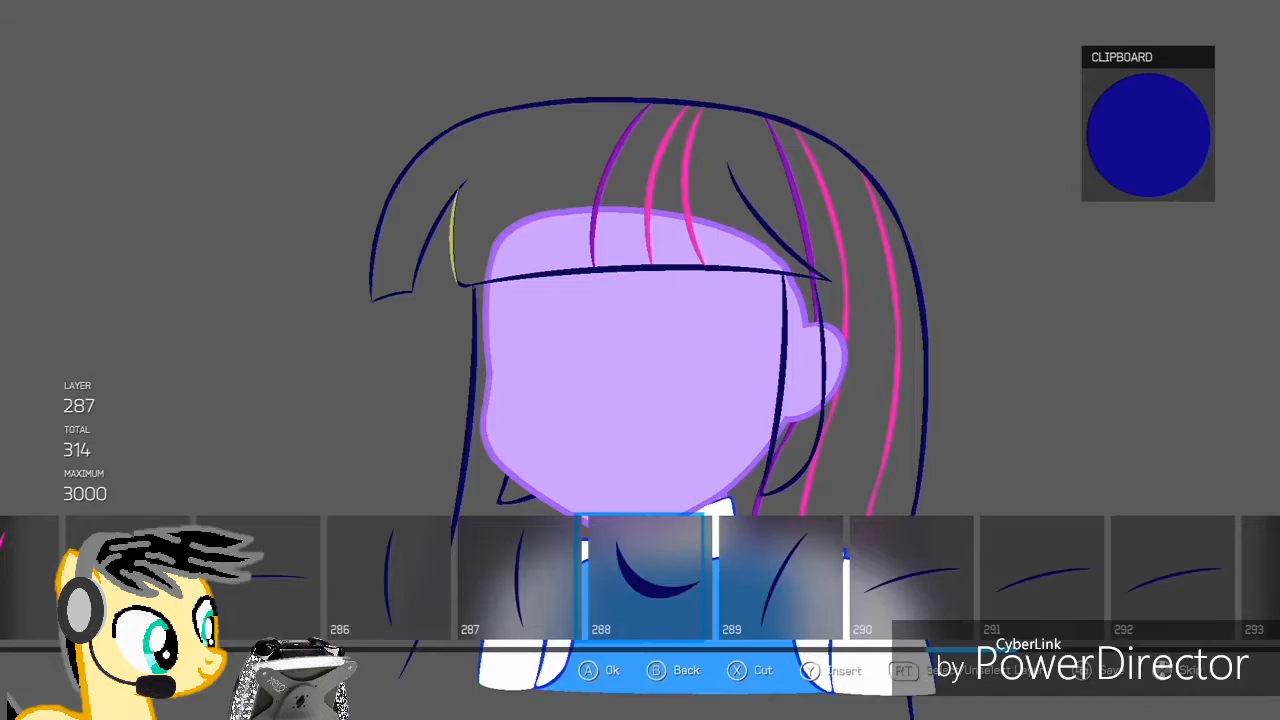 CLIPBOARD
LAYER
287
TOTAL
314
MAXIMUM
3000
286
287
288
289
290
291
292
293
A Ok
B Back
X Cut
Y Insert
RT
CyberLink
by PowerDirector